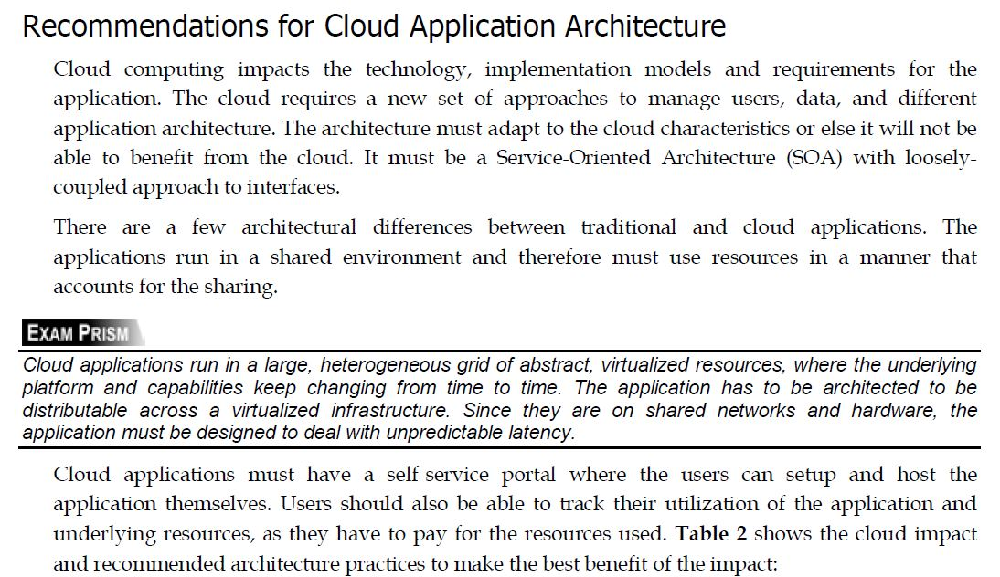 Recommendations for Cloud Application Architecture
Cloud computing impacts the technology, implementation models and requirements for the
application. The cloud requires a new set of approaches to manage users, data, and different
application architecture. The architecture must adapt to the cloud characteristics or else it will not be
able to benefit from the cloud. It must be a Service-Oriented Architecture (SOA) with loosely-
coupled approach to interfaces.
There are a few architectural differences between traditional and cloud applications. The
applications run in a shared environment and therefore must use resources in a manner that
accounts for the sharing.
EXAM PRISM
Cloud applications run in a large, heterogeneous grid of abstract, virtualized resources, where the underlying
platform and capabilities keep changing from time to time. The application has to be architected to be
distributable across a virtualized infrastructure. Since they are on shared networks and hardware, the
application must be designed to deal with unpredictable latency.
Cloud applications must have a self-service portal where the users can setup and host the
application themselves. Users should also be able to track their utilization of the application and
underlying resources, as they have to pay for the resources used. Table 2 shows the cloud impact
and recommended architecture practices to make the best benefit of the impact: